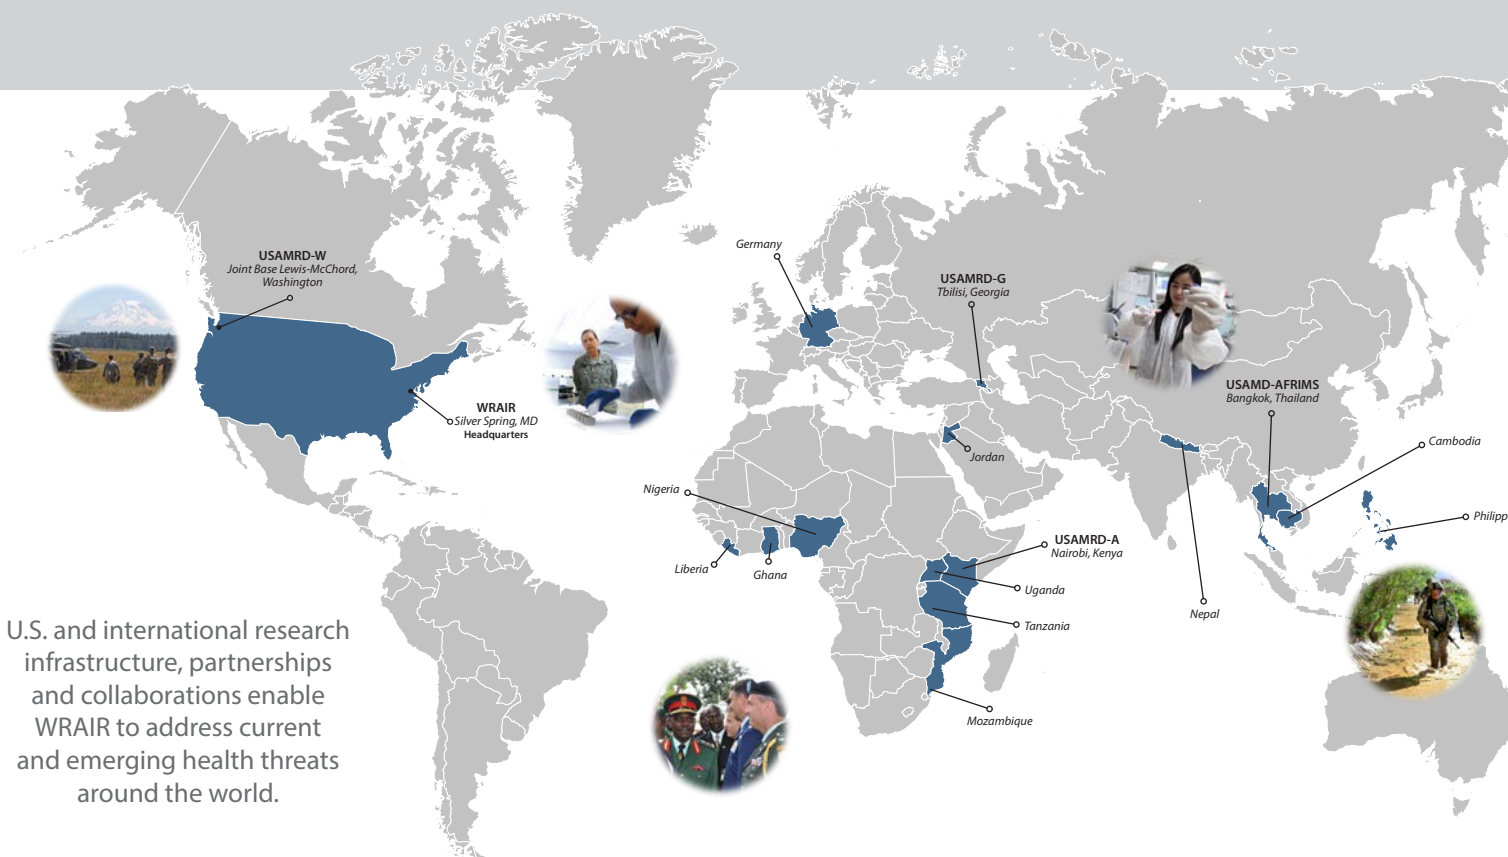 USAMRD-W
Joint Base Lewis-McChord,
Washington
WRAIR
Silver Spring, MD
Headquarters
Germany
USAMRD-G
Tbilisi, Georgia
USAMD-AFRIMS
Bangkok, Thailand
Cambodia
Jordan
Nigeria
Philipp
USAMRD-A
Nairobi, Kenya
Liberia
Ghana
Uganda
Nepal
Tanzania
Mozambique
U.S. and international research
infrastructure, partnerships
and collaborations enable
WRAIR to address current
and emerging health threats
around the world.